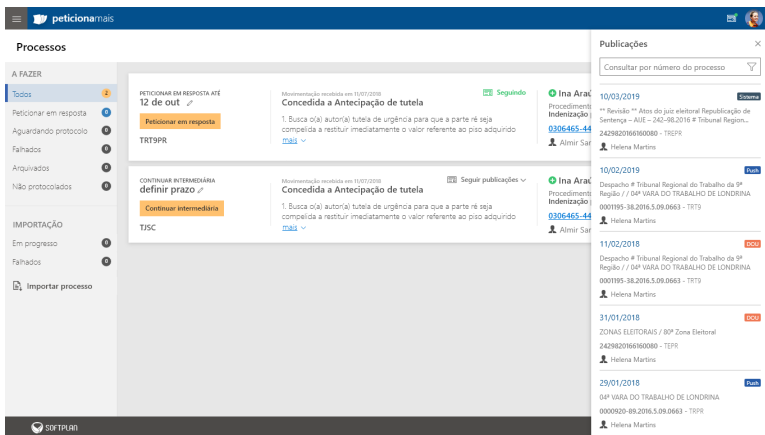 peticionamais
Processos
A FAZER
Todos 2
Peticionar em resposta 0
Aguardando protocolo 0
Falhados 0
Arquivados 0
Não protocolados 0
IMPORTAÇÃO
Em progresso 0
Falhados 0
Importar processo
SOFTPLAN
PETICIONAR EM RESPOSTA ATÉ
12 de out
Peticionar em resposta
TRT9PR
Movimentação recebida em 11/07/2018
Seguindo
Concedida a Antecipação de tutela
1. Busca o(a) autor(a) tutela de urgência para que a parte ré seja
compelida a restituir imediatamente o valor referente ao piso adquirido
mais
Ina Araú
Procedimento
Indenização
0306465-44
Almir Sar
CONTINUAR INTERMEDIÁRIA
definir prazo
Continuar intermediária
TJSC
Movimentação recebida em 11/07/2018
Seguir publicações
Concedida a Antecipação de tutela
1. Busca o(a) autor(a) tutela de urgência para que a parte ré seja
compelida a restituir imediatamente o valor referente ao piso adquirido
mais
Ina Araú
Procedimento
Indenização
0306465-44
Almir Sar
Publicações
Consultar por número do processo
10/03/2019 Sistema
** Revisão ** Atos do juiz eleitoral Republicação de
Sentença – AIJE – 242–98.2016 # Tribunal Region...
24298201661600​80 - TREPR
Helena Martins
10/02/2019 Push
Despacho # Tribunal Regional do Trabalho da 9ª
Região / / 04ª VARA DO TRABALHO DE LONDRINA
0001195-38.2016.5.09.0663 - TRT9
Helena Martins
11/02/2018 DOU
Despacho # Tribunal Regional do Trabalho da 9ª
Região / / 04ª VARA DO TRABALHO DE LONDRINA
0001195-38.2016.5.09.0663 - TRT9
Helena Martins
31/01/2018 DOU
ZONAS ELEITORAIS / 80ª Zona Eleitoral
2429820166160080 - TEPR
Helena Martins
29/01/2018 Push
04ª VARA DO TRABALHO DE LONDRINA
0000920-89.2016.5.09.0663 - TRPR
Helena Martins